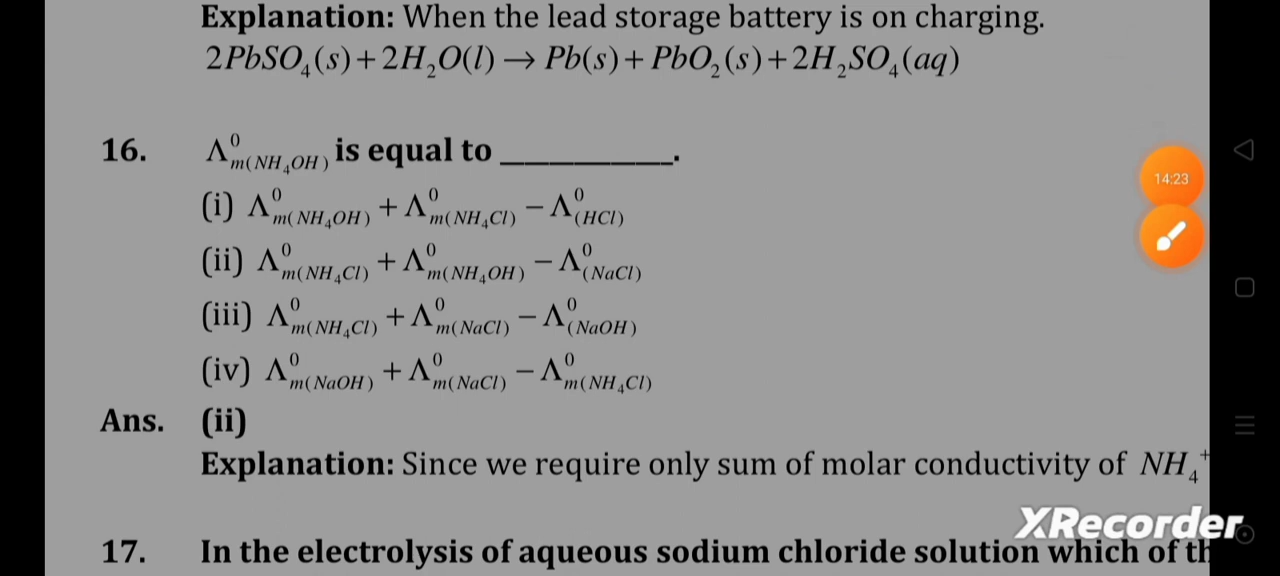 Explanation: When the lead storage battery is on charging.
2PbSO₄(s)+2H₂O(l) → Pb(s)+ PbO₂(s)+2H₂SO₄(aq)
16. Λ⁰m(NH₄OH) is equal to __________.
14:23
(i) Λ⁰m(NH₄OH) + Λ⁰m(NH₄Cl) − Λ⁰(HCl)
(ii) Λ⁰m(NH₄Cl) + Λ⁰m(NH₄OH) − Λ⁰(NaCl)
(iii) Λ⁰m(NH₄Cl) + Λ⁰m(NaCl) − Λ⁰(NaOH)
(iv) Λ⁰m(NaOH) + Λ⁰m(NaCl) − Λ⁰m(NH₄Cl)
Ans. (ii)
Explanation: Since we require only sum of molar conductivity of NH₄⁺
XRecorder
17. In the electrolysis of aqueous sodium chloride solution which of th